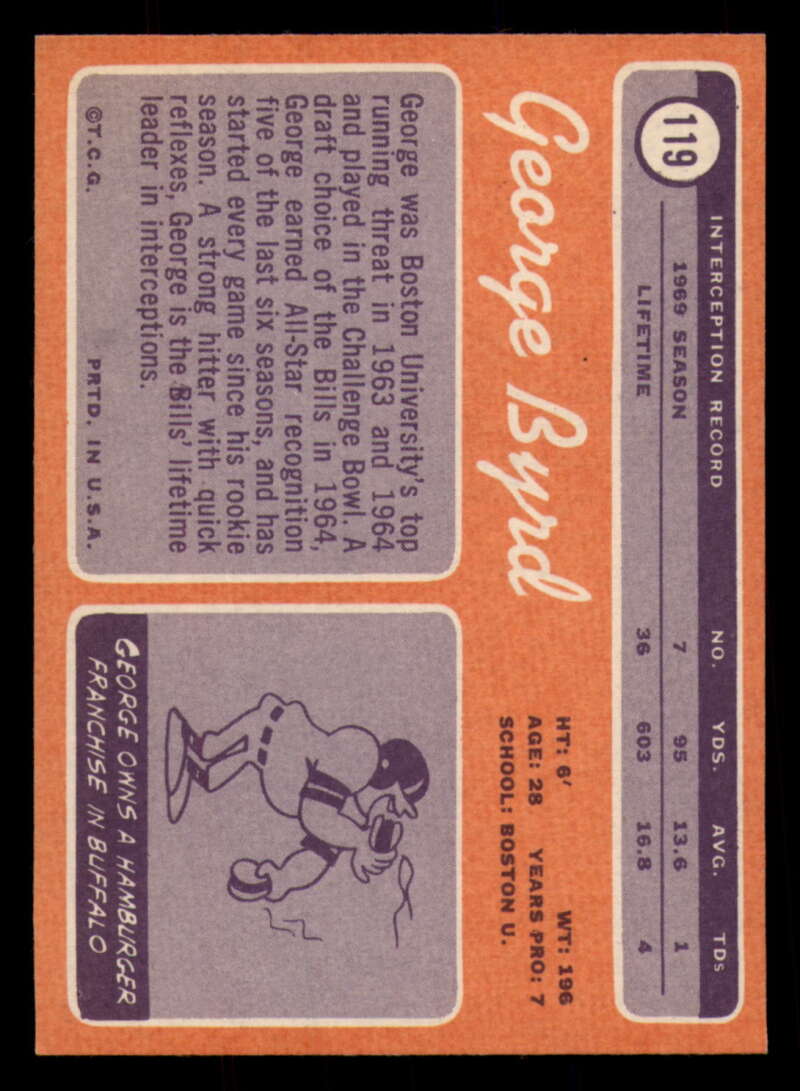 119
INTERCEPTION RECORD NO. YDS. AVG. TDs
1969 SEASON 7 95 13.6 1
LIFETIME 36 603 16.8 4
George Byrd
HT: 6' WT: 196
AGE: 28 YEARS PRO: 7
SCHOOL: BOSTON U.
George was Boston University's top
running threat in 1963 and 1964
and played in the Challenge Bowl. A
draft choice of the Bills in 1964,
George earned All-Star recognition
five of the last six seasons, and has
started every game since his rookie
season. A strong hitter with quick
reflexes, George is the Bills' lifetime
leader in interceptions.
©T.C.G. PRTD. IN U.S.A.
GEORGE OWNS A HAMBURGER
FRANCHISE IN BUFFALO